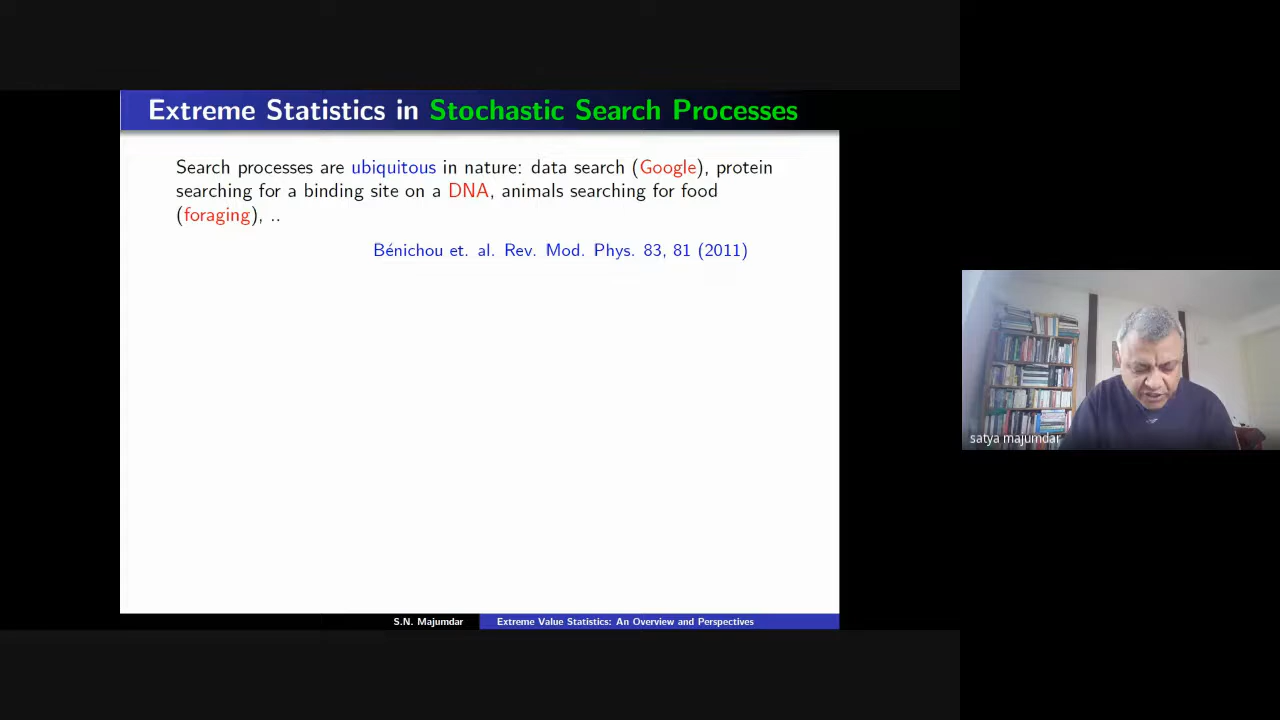 Extreme Statistics in Stochastic Search Processes
Search processes are ubiquitous in nature: data search (Google), protein
searching for a binding site on a DNA, animals searching for food
(foraging), ..
Bénichou et. al. Rev. Mod. Phys. 83, 81 (2011)
satya majumdar
S.N. Majumdar
Extreme Value Statistics: An Overview and Perspectives